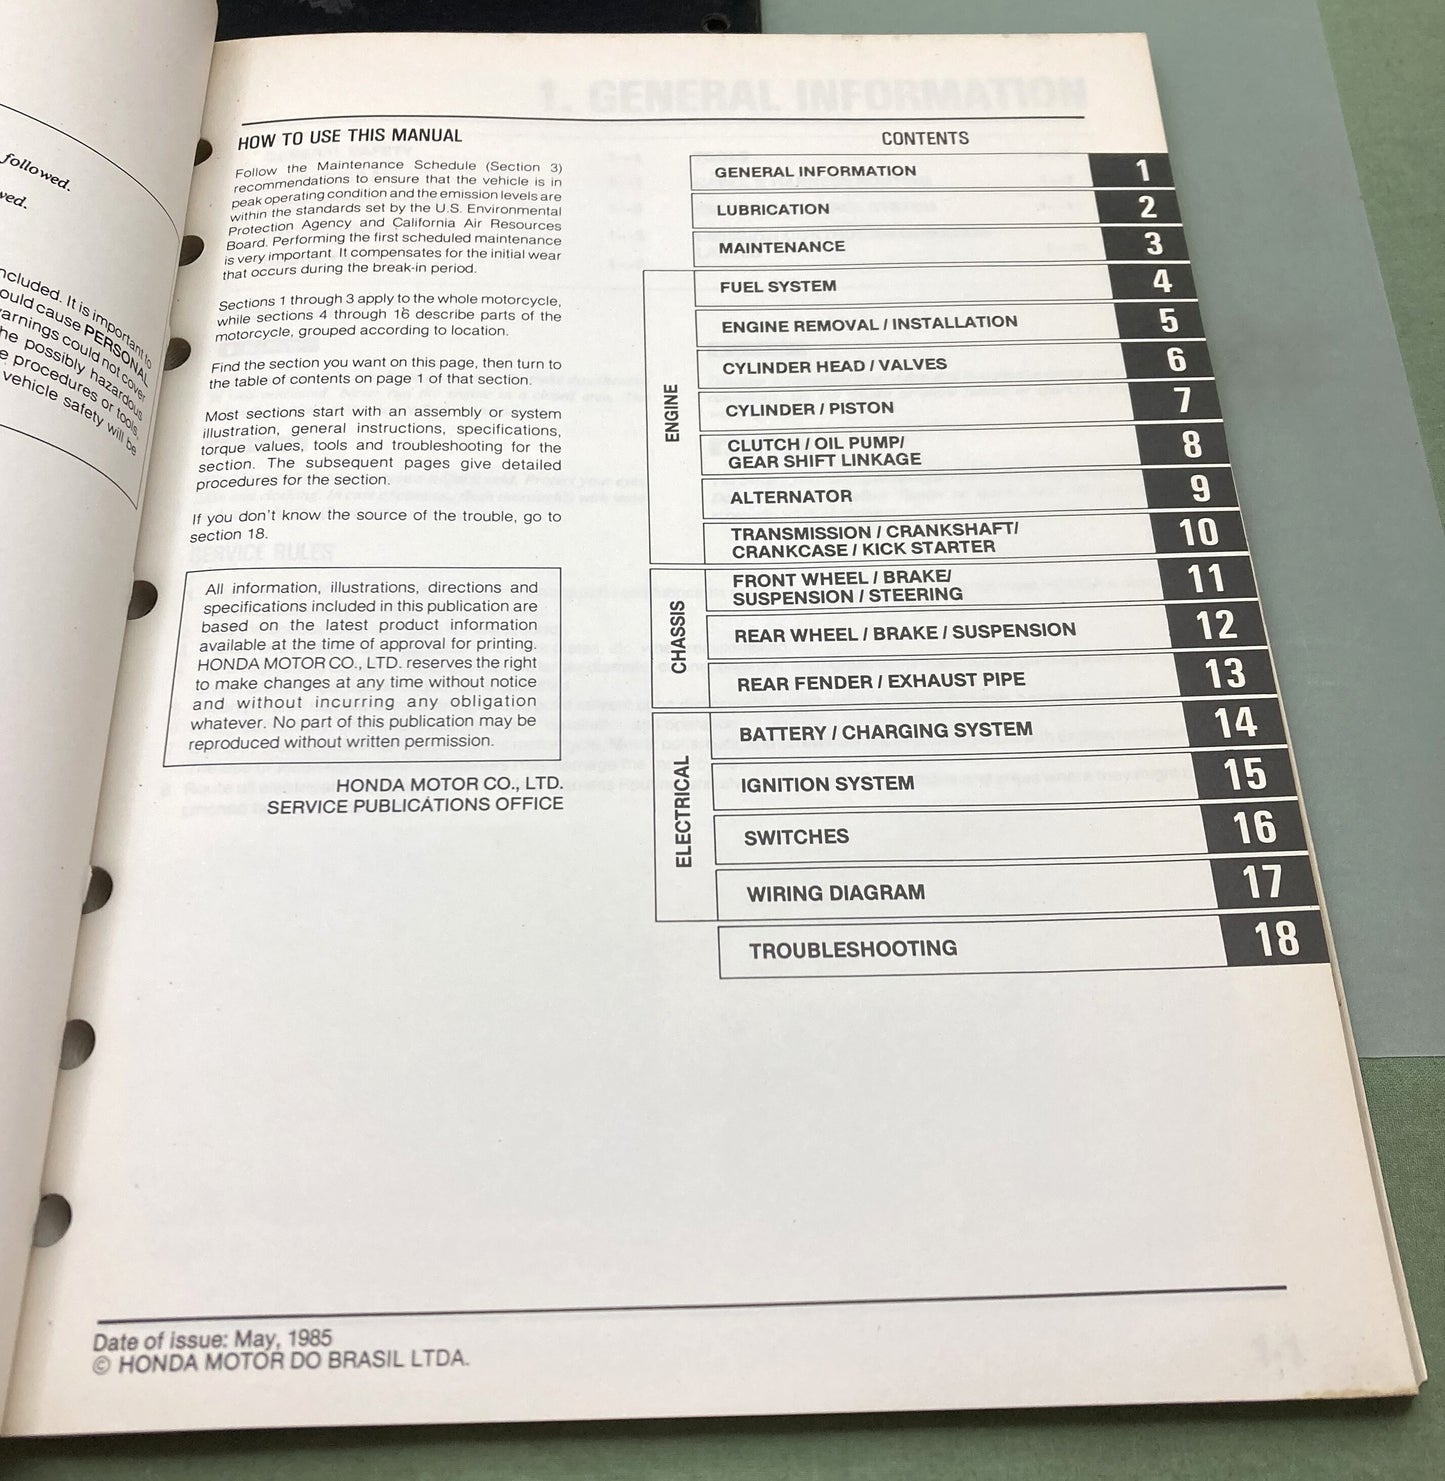 followed.
ved.
ncluded. It is important to
ould cause PERSONAL
arnings could not cover
he possibly hazardous
e procedures or tools,
vehicle safety will be
HOW TO USE THIS MANUAL
Follow the Maintenance Schedule (Section 3)
recommendations to ensure that the vehicle is in
peak operating condition and the emission levels are
within the standards set by the U.S. Environmental
Protection Agency and California Air Resources
Board. Performing the first scheduled maintenance
is very important. It compensates for the initial wear
that occurs during the break-in period.
Sections 1 through 3 apply to the whole motorcycle,
while sections 4 through 16 describe parts of the
motorcycle, grouped according to location.
Find the section you want on this page, then turn to
the table of contents on page 1 of that section.
Most sections start with an assembly or system
illustration, general instructions, specifications,
torque values, tools and troubleshooting for the
section. The subsequent pages give detailed
procedures for the section.
If you don't know the source of the trouble, go to
section 18.
All information, illustrations, directions and
specifications included in this publication are
based on the latest product information
available at the time of approval for printing.
HONDA MOTOR CO., LTD. reserves the right
to make changes at any time without notice
and without incurring any obligation
whatever. No part of this publication may be
reproduced without written permission.
HONDA MOTOR CO., LTD.
SERVICE PUBLICATIONS OFFICE
CONTENTS
GENERAL INFORMATION 1
LUBRICATION 2
MAINTENANCE 3
ENGINE
FUEL SYSTEM 4
ENGINE REMOVAL / INSTALLATION 5
CYLINDER HEAD / VALVES 6
CYLINDER / PISTON 7
CLUTCH / OIL PUMP/
GEAR SHIFT LINKAGE 8
ALTERNATOR 9
TRANSMISSION / CRANKSHAFT/
CRANKCASE / KICK STARTER 10
CHASSIS
FRONT WHEEL / BRAKE/
SUSPENSION / STEERING 11
REAR WHEEL / BRAKE / SUSPENSION 12
REAR FENDER / EXHAUST PIPE 13
ELECTRICAL
BATTERY / CHARGING SYSTEM 14
IGNITION SYSTEM 15
SWITCHES 16
WIRING DIAGRAM 17
TROUBLESHOOTING 18
Date of issue: May, 1985
© HONDA MOTOR DO BRASIL LTDA.
1. GENERAL INFORMATION
SERVICE RULES
1-1